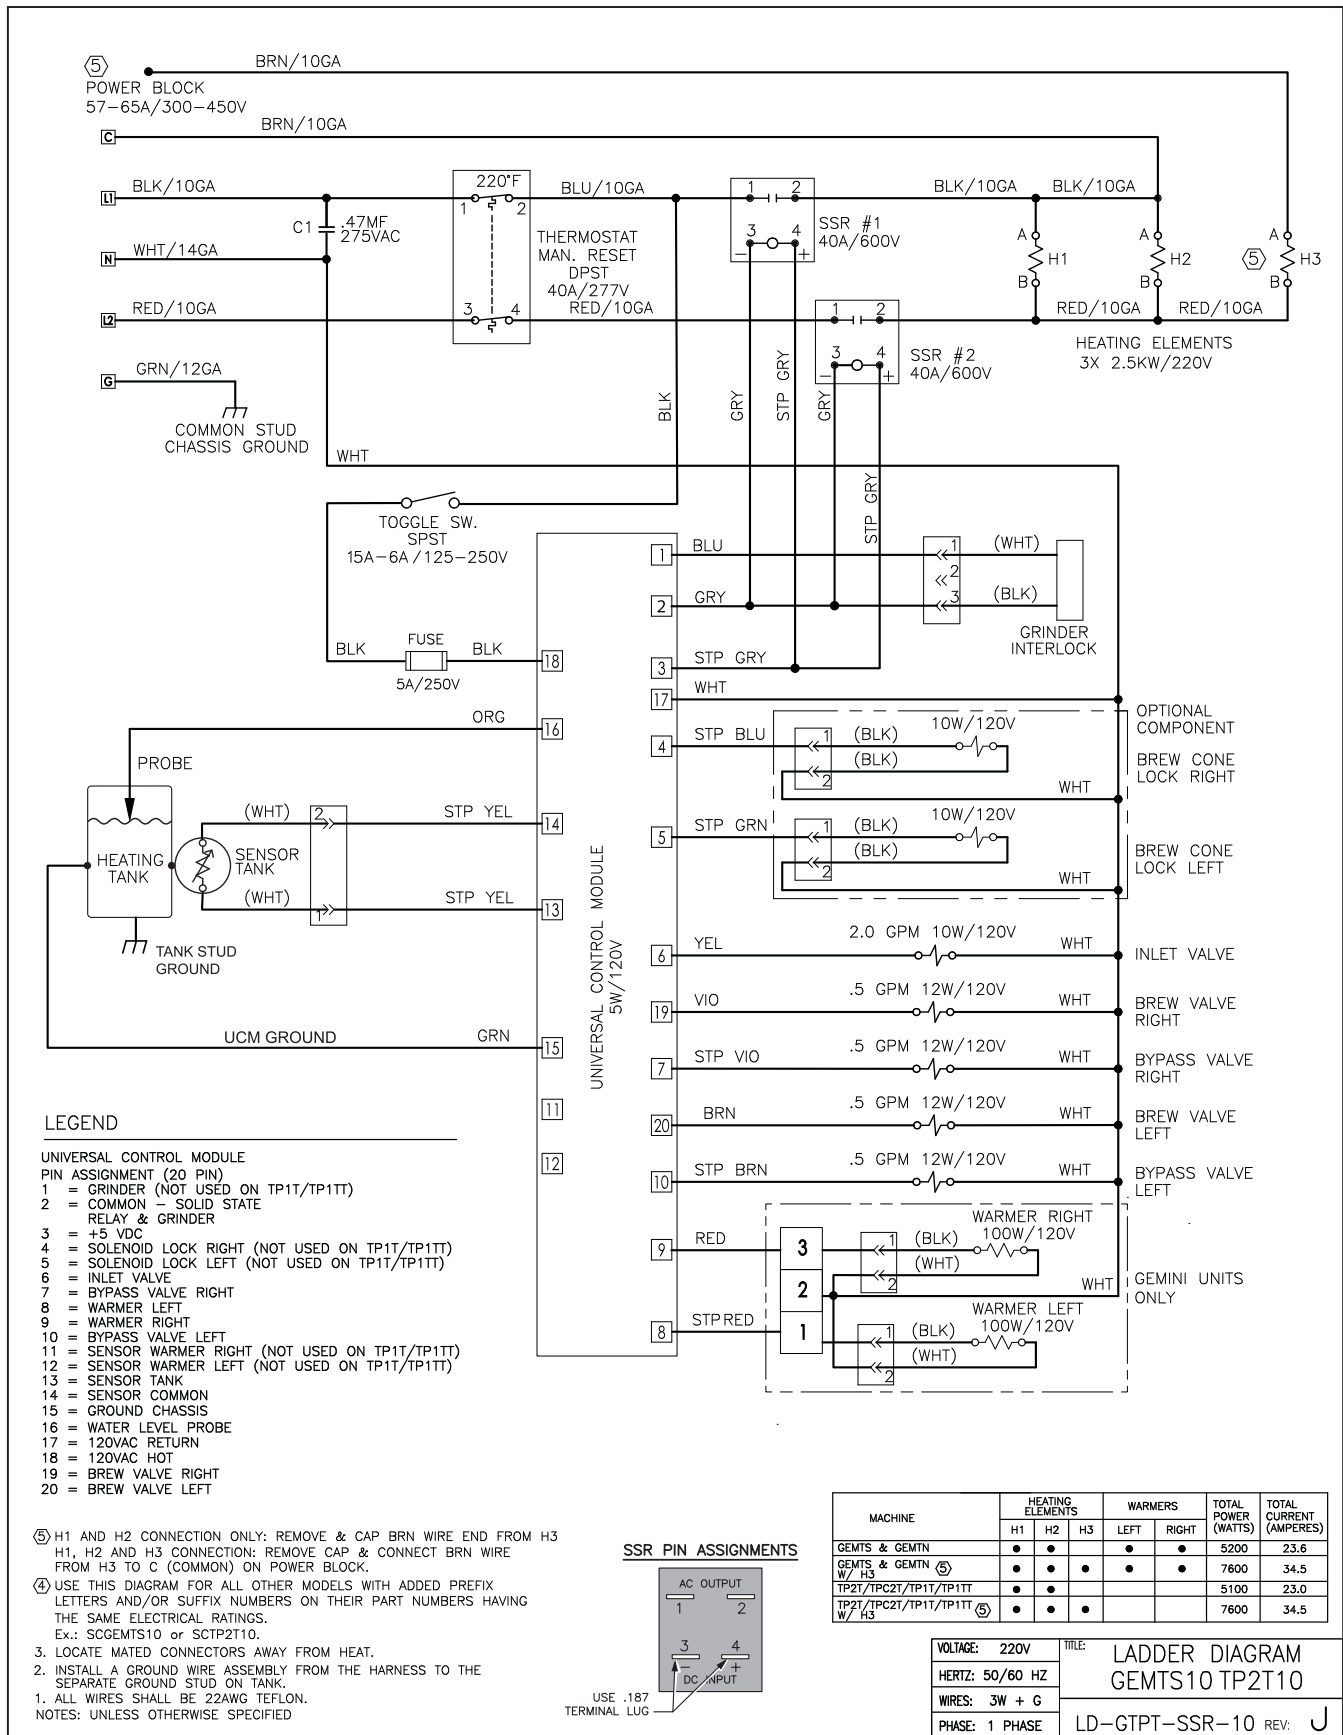 BRN/10GA
5
POWER BLOCK
57-65A/300-450V
BRN/10GA
C
BLK/10GA
220°F
BLU/10GA
1 2
BLK/10GA
BLK/10GA
L1
1 2
C1
.47MF
275VAC
SSR #1
40A/600V
3 4
- +
WHT/14GA
N
THERMOSTAT
MAN. RESET
DPST
40A/277V
A
H1
B
A
H2
B
5
A
H3
B
RED/10GA
3 4
RED/10GA
1 2
RED/10GA
RED/10GA
L2
HEATING ELEMENTS
3X 2.5KW/220V
SSR #2
40A/600V
3 4
- +
GRN/12GA
G
COMMON STUD
CHASSIS GROUND
BLK
GRY
STP GRY
GRY
STP GRY
WHT
TOGGLE SW.
SPST
15A-6A/125-250V
1
BLU
1
(WHT)
2
2
GRY
3
(BLK)
GRINDER
INTERLOCK
BLK
FUSE
BLK
18
5A/250V
3
STP GRY
17
WHT
ORG
16
4
STP BLU
1
(BLK)
10W/120V
(BLK)
2
WHT
OPTIONAL
COMPONENT
BREW CONE
LOCK RIGHT
PROBE
(WHT)
2
STP YEL
14
5
STP GRN
1
(BLK)
10W/120V
(BLK)
2
WHT
BREW CONE
LOCK LEFT
HEATING
TANK
SENSOR
TANK
(WHT)
1
STP YEL
13
TANK STUD
GROUND
UNIVERSAL CONTROL MODULE
5W/120V
6
YEL
2.0 GPM 10W/120V
WHT
INLET VALVE
19
VIO
.5 GPM 12W/120V
WHT
BREW VALVE
RIGHT
UCM GROUND
GRN
15
7
STP VIO
.5 GPM 12W/120V
WHT
BYPASS VALVE
RIGHT
11
20
BRN
.5 GPM 12W/120V
WHT
BREW VALVE
LEFT
12
10
STP BRN
.5 GPM 12W/120V
WHT
BYPASS VALVE
LEFT
9
RED
3
1
(BLK)
WARMER RIGHT
100W/120V
(WHT)
2
2
WHT
GEMINI UNITS
ONLY
8
STP RED
1
1
(BLK)
WARMER LEFT
100W/120V
(WHT)
2
LEGEND
UNIVERSAL CONTROL MODULE
PIN ASSIGNMENT (20 PIN)
1 = GRINDER (NOT USED ON TP1T/TP1TT)
2 = COMMON - SOLID STATE
RELAY & GRINDER
3 = +5 VDC
4 = SOLENOID LOCK RIGHT (NOT USED ON TP1T/TP1TT)
5 = SOLENOID LOCK LEFT (NOT USED ON TP1T/TP1TT)
6 = INLET VALVE
7 = BYPASS VALVE RIGHT
8 = WARMER LEFT
9 = WARMER RIGHT
10 = BYPASS VALVE LEFT
11 = SENSOR WARMER RIGHT (NOT USED ON TP1T/TP1TT)
12 = SENSOR WARMER LEFT (NOT USED ON TP1T/TP1TT)
13 = SENSOR TANK
14 = SENSOR COMMON
15 = GROUND CHASSIS
16 = WATER LEVEL PROBE
17 = 120VAC RETURN
18 = 120VAC HOT
19 = BREW VALVE RIGHT
20 = BREW VALVE LEFT
5 H1 AND H2 CONNECTION ONLY: REMOVE & CAP BRN WIRE END FROM H3
H1, H2 AND H3 CONNECTION: REMOVE CAP & CONNECT BRN WIRE
FROM H3 TO C (COMMON) ON POWER BLOCK.
4 USE THIS DIAGRAM FOR ALL OTHER MODELS WITH ADDED PREFIX
LETTERS AND/OR SUFFIX NUMBERS ON THEIR PART NUMBERS HAVING
THE SAME ELECTRICAL RATINGS.
Ex.: SCGEMTS10 or SCTP2T10.
3. LOCATE MATED CONNECTORS AWAY FROM HEAT.
2. INSTALL A GROUND WIRE ASSEMBLY FROM THE HARNESS TO THE
SEPARATE GROUND STUD ON TANK.
1. ALL WIRES SHALL BE 22AWG TEFLON.
NOTES: UNLESS OTHERWISE SPECIFIED
SSR PIN ASSIGNMENTS
AC OUTPUT
1 2
3 4
- +
DC INPUT
USE .187
TERMINAL LUG
MACHINE HEATING ELEMENTS WARMERS TOTAL POWER (WATTS) TOTAL CURRENT (AMPERES)
H1 H2 H3 LEFT RIGHT
GEMTS & GEMTN ● ● ● ● 5200 23.6
GEMTS & GEMTN W/ H3 5 ● ● ● ● ● 7600 34.5
TP2T/TPC2T/TP1T/TP1TT ● ● 5100 23.0
TP2T/TPC2T/TP1T/TP1TT W/ H3 5 ● ● ● 7600 34.5
VOLTAGE: 220V
HERTZ: 50/60 HZ
WIRES: 3W + G
PHASE: 1 PHASE
TITLE: LADDER DIAGRAM
GEMTS10 TP2T10
LD-GTPT-SSR-10 REV: J